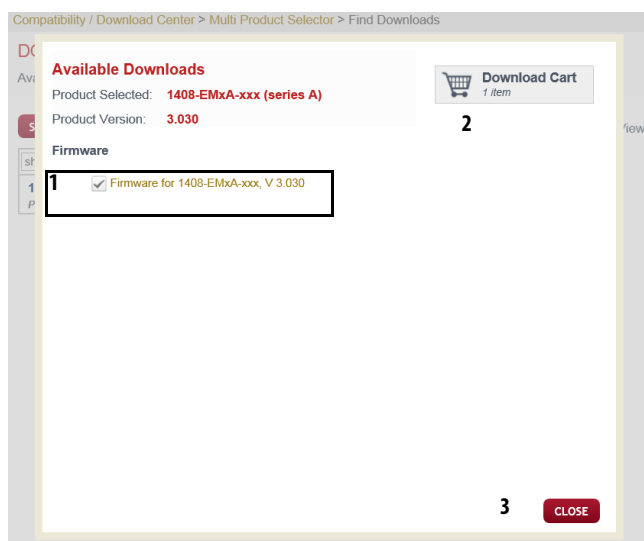 Compatibility / Download Center > Multi Product Selector > Find Downloads
Available Downloads
Product Selected: 1408-EMxA-xxx (series A)
Product Version: 3.030
Download Cart
1 item
2
Firmware
1
Firmware for 1408-EMxA-xxx, V 3.030
3
CLOSE